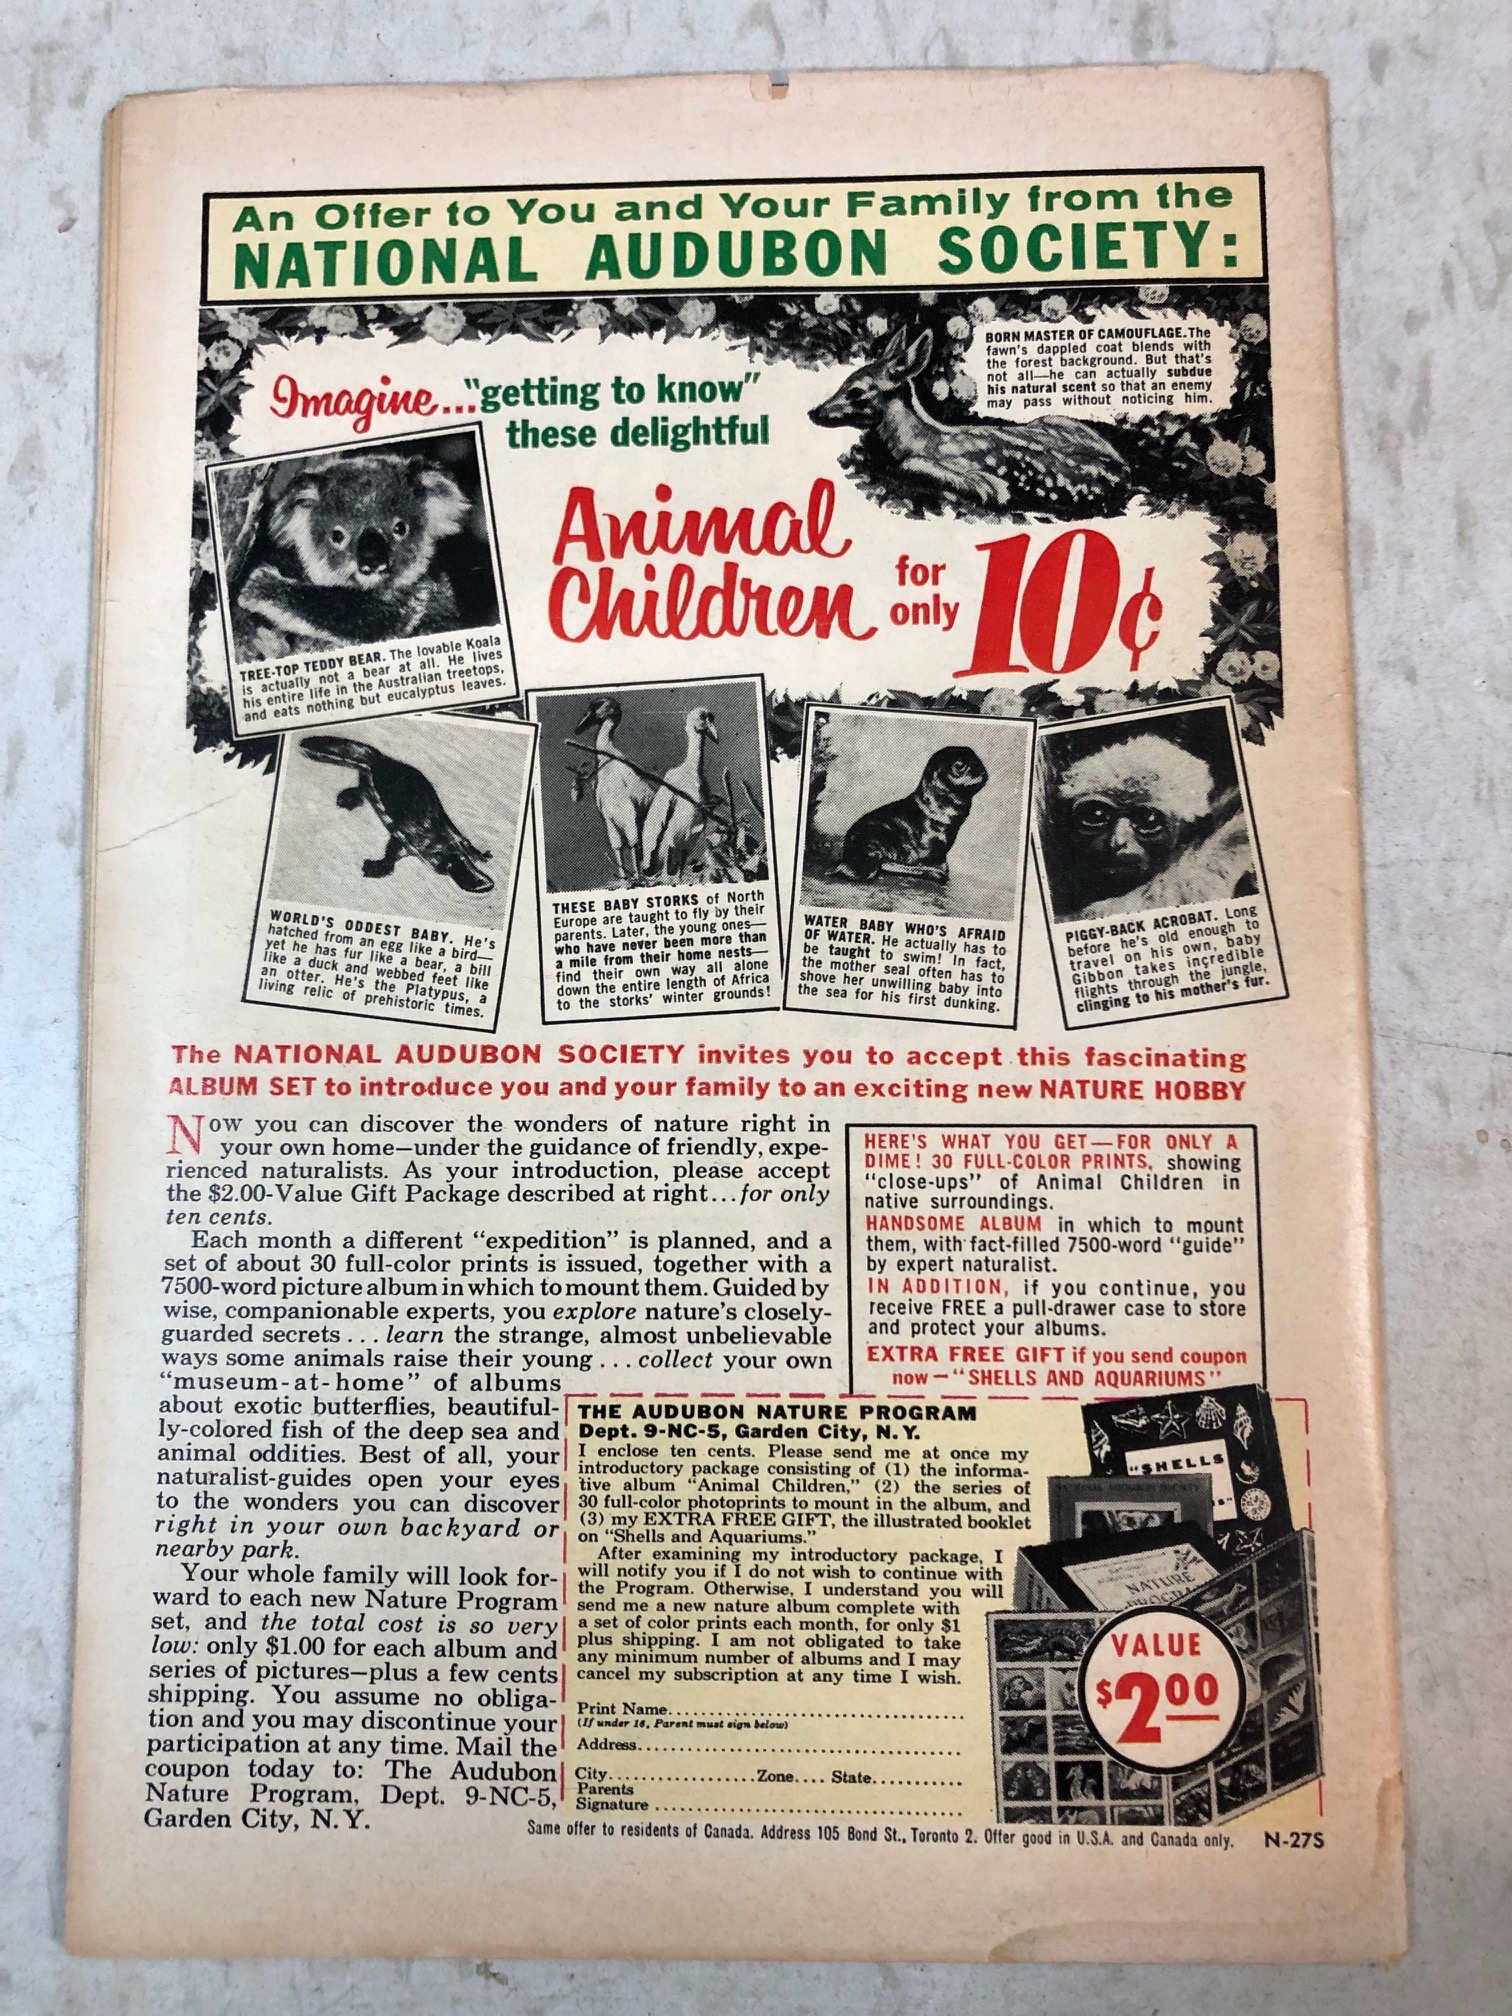 An Offer to You and Your Family from the
NATIONAL AUDUBON SOCIETY:
Imagine..."getting to know"
these delightful
Animal
Children
for
only
10¢
BORN MASTER OF CAMOUFLAGE. The
fawn's dappled coat blends with
the forest background. But that's
not all—he can actually subdue
his natural scent so that an enemy
may pass without noticing him.
TREE-TOP TEDDY BEAR. The lovable Koala
is actually not a bear at all. He lives
his entire life in the Australian treetops,
and eats nothing but eucalyptus leaves.
WORLD'S ODDEST BABY. He's
hatched from an egg like a bird—
yet he has fur like a bear, a bill
like a duck and webbed feet like
an otter. He's the Platypus, a
living relic of prehistoric times.
THESE BABY STORKS of North
Europe are taught to fly by their
parents. Later, the young ones—
who have never been more than
a mile from their home nests—
find their own way all alone
down the entire length of Africa
to the storks' winter grounds!
WATER BABY WHO'S AFRAID
OF WATER. He actually has to
be taught to swim! In fact,
the mother seal often has to
shove her unwilling baby into
the sea for his first dunking.
PIGGY-BACK ACROBAT. Long
before he's old enough to
travel on his own, baby
Gibbon takes incredible
flights through the jungle,
clinging to his mother's fur.
The NATIONAL AUDUBON SOCIETY invites you to accept this fascinating
ALBUM SET to introduce you and your family to an exciting new NATURE HOBBY
Now you can discover the wonders of nature right in
your own home—under the guidance of friendly, expe-
rienced naturalists. As your introduction, please accept
the $2.00-Value Gift Package described at right...for only
ten cents.
Each month a different "expedition" is planned, and a
set of about 30 full-color prints is issued, together with a
7500-word picture album in which to mount them. Guided by
wise, companionable experts, you explore nature's closely-
guarded secrets . . . learn the strange, almost unbelievable
ways some animals raise their young . . . collect your own
"museum-at-home" of albums
about exotic butterflies, beautiful-
ly-colored fish of the deep sea and
animal oddities. Best of all, your
naturalist-guides open your eyes
to the wonders you can discover
right in your own backyard or
nearby park.
Your whole family will look for-
ward to each new Nature Program
set, and the total cost is so very
low: only $1.00 for each album and
series of pictures—plus a few cents
shipping. You assume no obliga-
tion and you may discontinue your
participation at any time. Mail the
coupon today to: The Audubon
Nature Program, Dept. 9-NC-5,
Garden City, N. Y.
HERE'S WHAT YOU GET—FOR ONLY A
DIME! 30 FULL-COLOR PRINTS, showing
"close-ups" of Animal Children in
native surroundings.
HANDSOME ALBUM in which to mount
them, with fact-filled 7500-word "guide"
by expert naturalist.
IN ADDITION, if you continue, you
receive FREE a pull-drawer case to store
and protect your albums.
EXTRA FREE GIFT if you send coupon
now—"SHELLS AND AQUARIUMS"
THE AUDUBON NATURE PROGRAM
Dept. 9-NC-5, Garden City, N. Y.
I enclose ten cents. Please send me at once my
introductory package consisting of (1) the informa-
tive album "Animal Children," (2) the series of
30 full-color photoprints to mount in the album, and
(3) my EXTRA FREE GIFT, the illustrated booklet
on "Shells and Aquariums."
After examining my introductory package, I
will notify you if I do not wish to continue with
the Program. Otherwise, I understand you will
send me a new nature album complete with
a set of color prints each month, for only $1
plus shipping. I am not obligated to take
any minimum number of albums and I may
cancel my subscription at any time I wish.
Print Name
(If under 16, Parent must sign below)
Address
City Zone State
Parents
Signature
"SHELLS
NATURE
VALUE
$2.00
Same offer to residents of Canada. Address 105 Bond St., Toronto 2. Offer good in U.S.A. and Canada only. N-27S